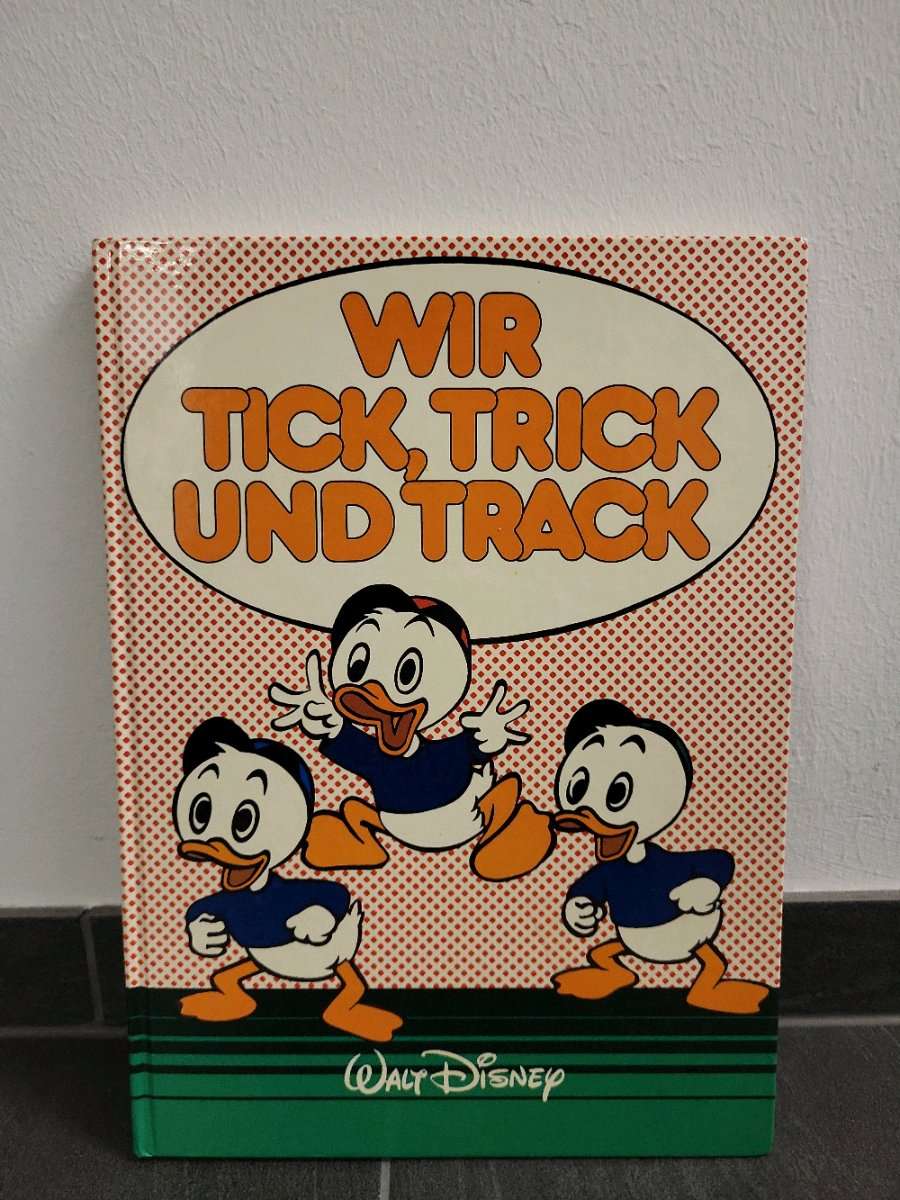 WIR
TICK, TRICK
UND TRACK
WALT DISNEY